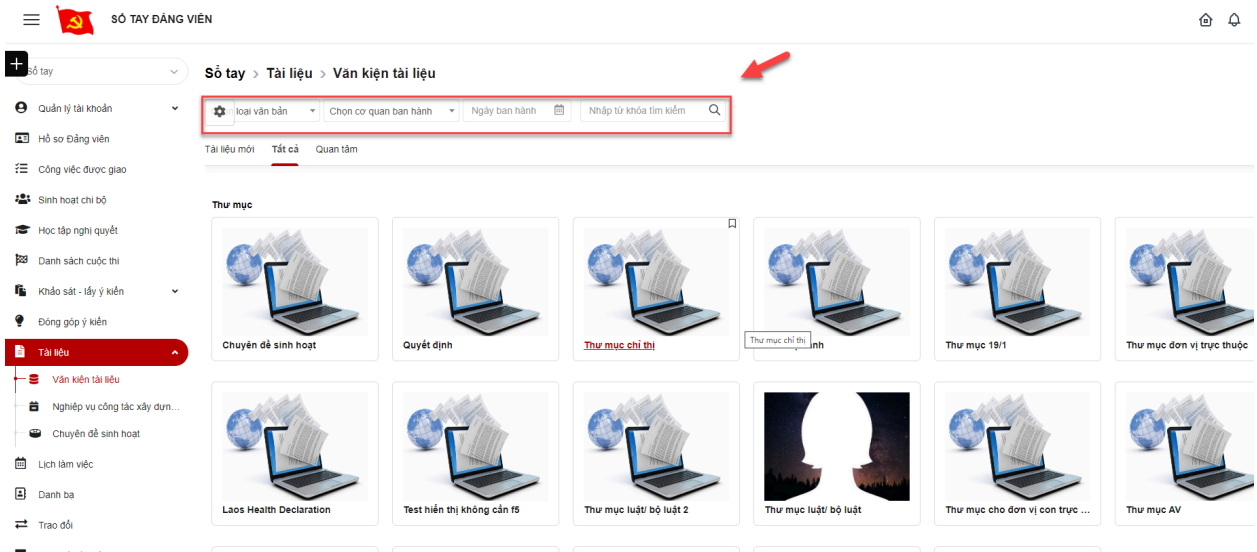 SỔ TAY ĐẢNG VIÊN
Sổ tay
Sổ tay > Tài liệu > Văn kiện tài liệu
loại văn bản
Chọn cơ quan ban hành
Ngày ban hành
Nhập từ khóa tìm kiếm
Tài liệu mới
Tất cả
Quan tâm
Quản lý tài khoản
Hồ sơ Đảng viên
Công việc được giao
Sinh hoạt chi bộ
Học tập nghị quyết
Danh sách cuộc thi
Khảo sát - lấy ý kiến
Đóng góp ý kiến
Tài liệu
Văn kiện tài liệu
Nghiệp vụ công tác xây dựn...
Chuyên đề sinh hoạt
Lịch làm việc
Danh bạ
Trao đổi
Thư mục
Chuyên đề sinh hoạt
Quyết định
Thư mục chỉ thị
Thư mục chỉ thị
Thư mục 19/1
Thư mục đơn vị trực thuộc
Laos Health Declaration
Test hiển thị không cần f5
Thư mục luật/ bộ luật 2
Thư mục luật/ bộ luật
Thư mục cho đơn vị con trực ...
Thư mục AV